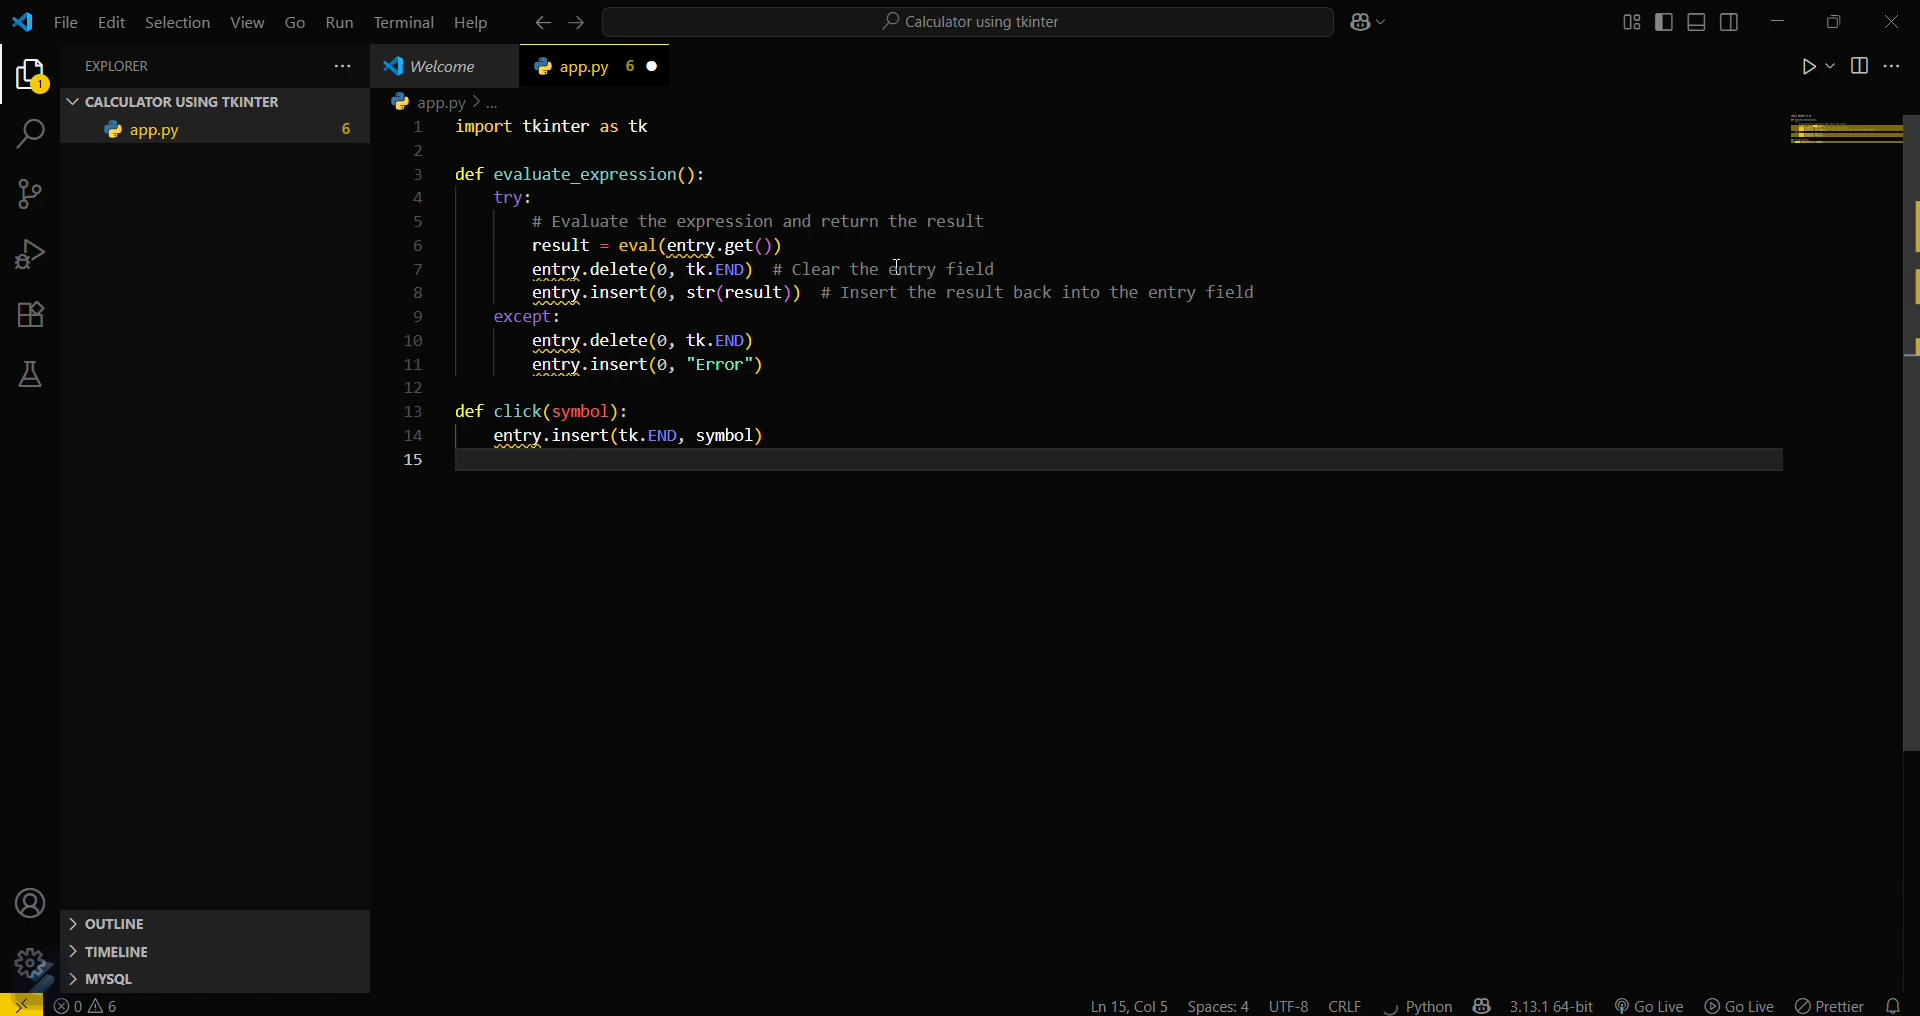 File Edit Selection View Go Run Terminal Help
Calculator using tkinter
EXPLORER
Welcome
app.py 6
1
CALCULATOR USING TKINTER
app.py > ...
app.py 6
1 import tkinter as tk
2
3 def evaluate_expression():
4 try:
5 # Evaluate the expression and return the result
6 result = eval(entry.get())
7 entry.delete(0, tk.END) # Clear the entry field
8 entry.insert(0, str(result)) # Insert the result back into the entry field
9 except:
10 entry.delete(0, tk.END)
11 entry.insert(0, "Error")
12
13 def click(symbol):
14 entry.insert(tk.END, symbol)
15
OUTLINE
TIMELINE
MYSQL
0 6 Ln 15, Col 5 Spaces: 4 UTF-8 CRLF Python 3.13.1 64-bit Go Live Go Live Prettier